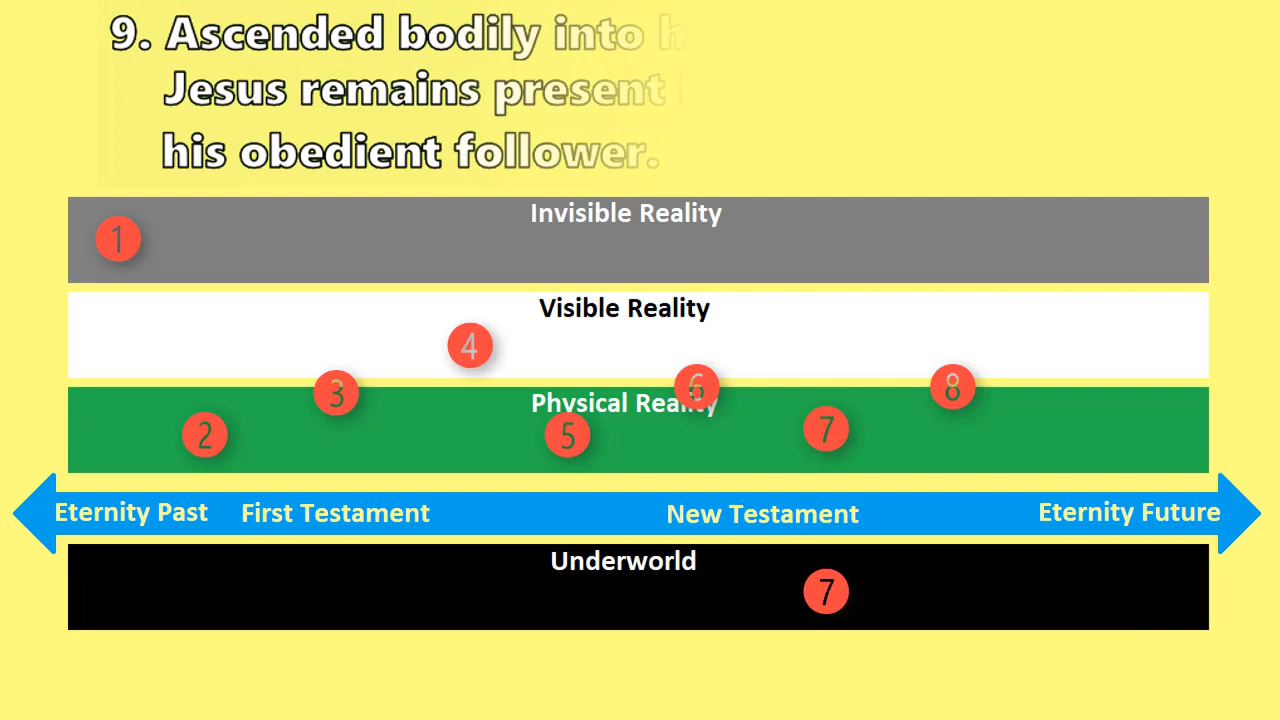 9. Ascended bodily into
Jesus remains present
his obedient follower.
Invisible Reality
1
Visible Reality
4
3
6
8
Physical Reality
2
5
7
Eternity Past First Testament New Testament Eternity Future
Underworld
7